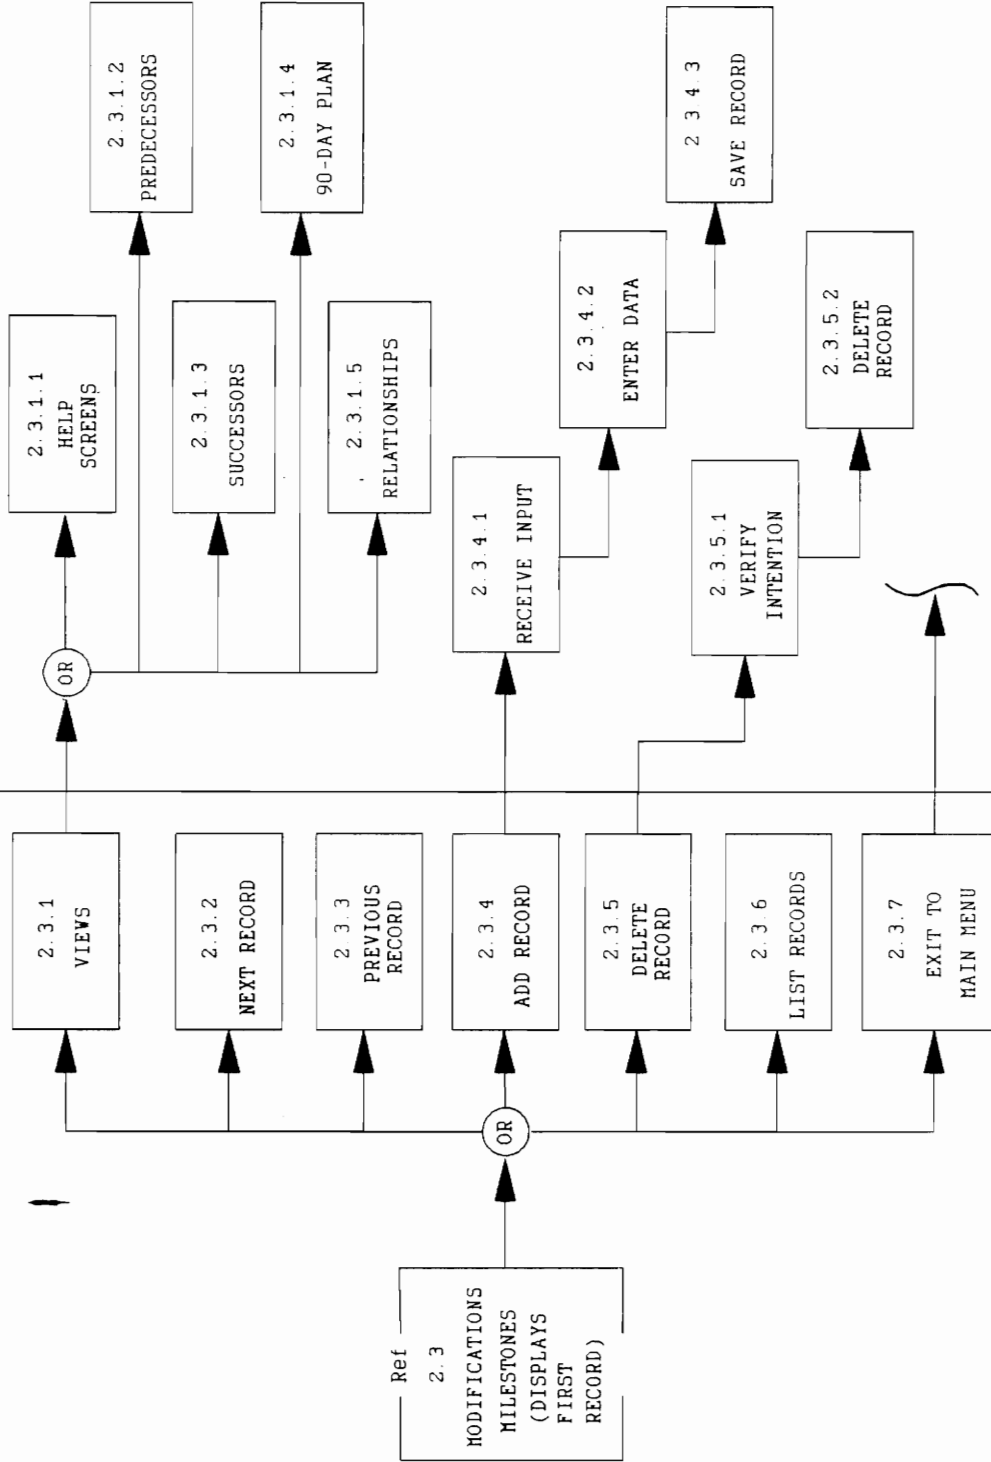 Ref
2.3
MODIFICATIONS
MILESTONES
(DISPLAYS
FIRST
RECORD)
OR
2.3.1
VIEWS
2.3.2
NEXT RECORD
2.3.3
PREVIOUS
RECORD
2.3.4
ADD RECORD
2.3.5
DELETE
RECORD
2.3.6
LIST RECORDS
2.3.7
EXIT TO
MAIN MENU
OR
2.3.1.1
HELP
SCREENS
2.3.1.2
PREDECESSORS
2.3.1.3
SUCCESSORS
2.3.1.4
90-DAY PLAN
2.3.1.5
RELATIONSHIPS
2.3.4.1
RECEIVE INPUT
2.3.4.2
ENTER DATA
2 3 4.3
SAVE RECORD
2.3.5.1
VERIFY
INTENTION
2.3.5.2
DELETE
RECORD